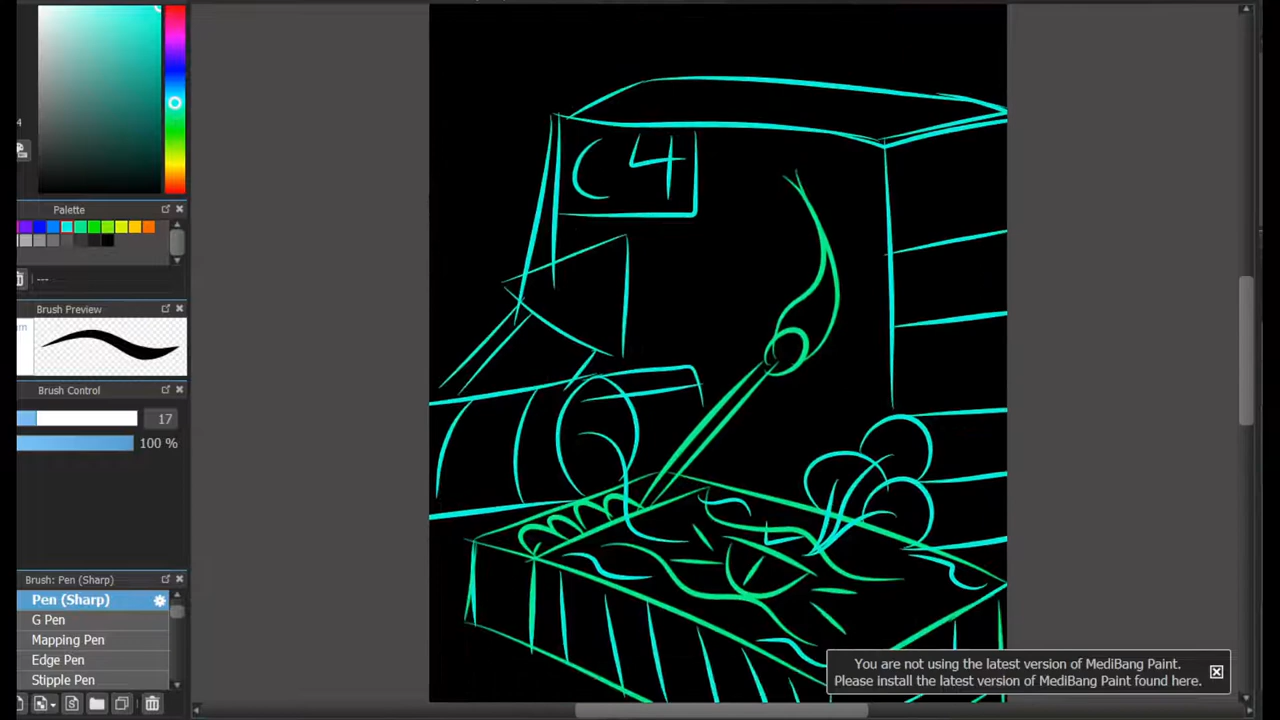 C4
4
Palette
---
Brush Preview
Brush Control
17
100 %
Brush: Pen (Sharp)
Pen (Sharp)
G Pen
Mapping Pen
Edge Pen
Stipple Pen
You are not using the latest version of MediBang Paint.
Please install the latest version of MediBang Paint found here.